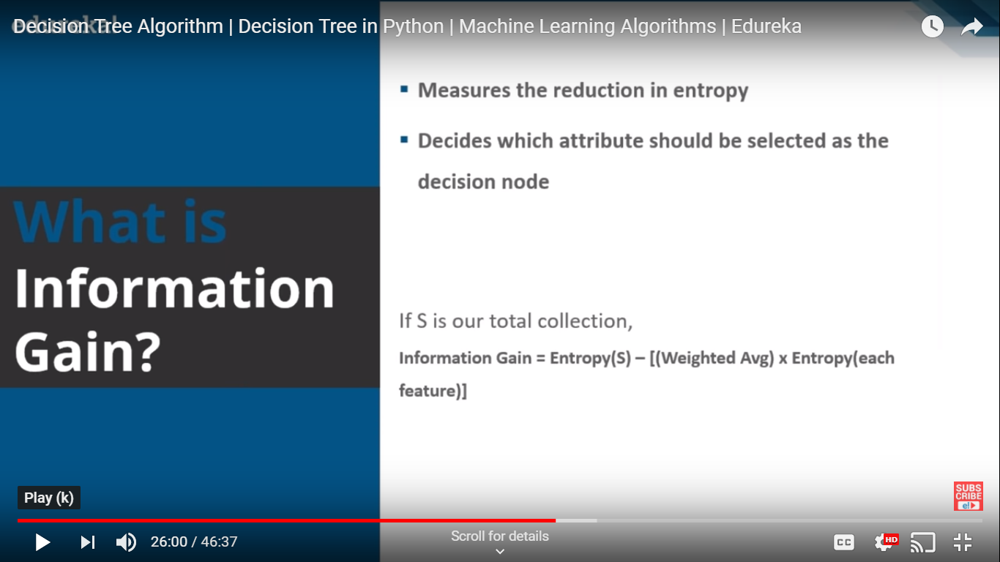 Decision Tree Algorithm | Decision Tree in Python | Machine Learning Algorithms | Edureka
edureka!
▪ Measures the reduction in entropy
▪ Decides which attribute should be selected as the
decision node
What is
Information
Gain?
If S is our total collection,
Information Gain = Entropy(S) – [(Weighted Avg) x Entropy(each
feature)]
SUBS
CRIBE
e!
Play (k)
26:00 / 46:37
Scroll for details
CC
HD